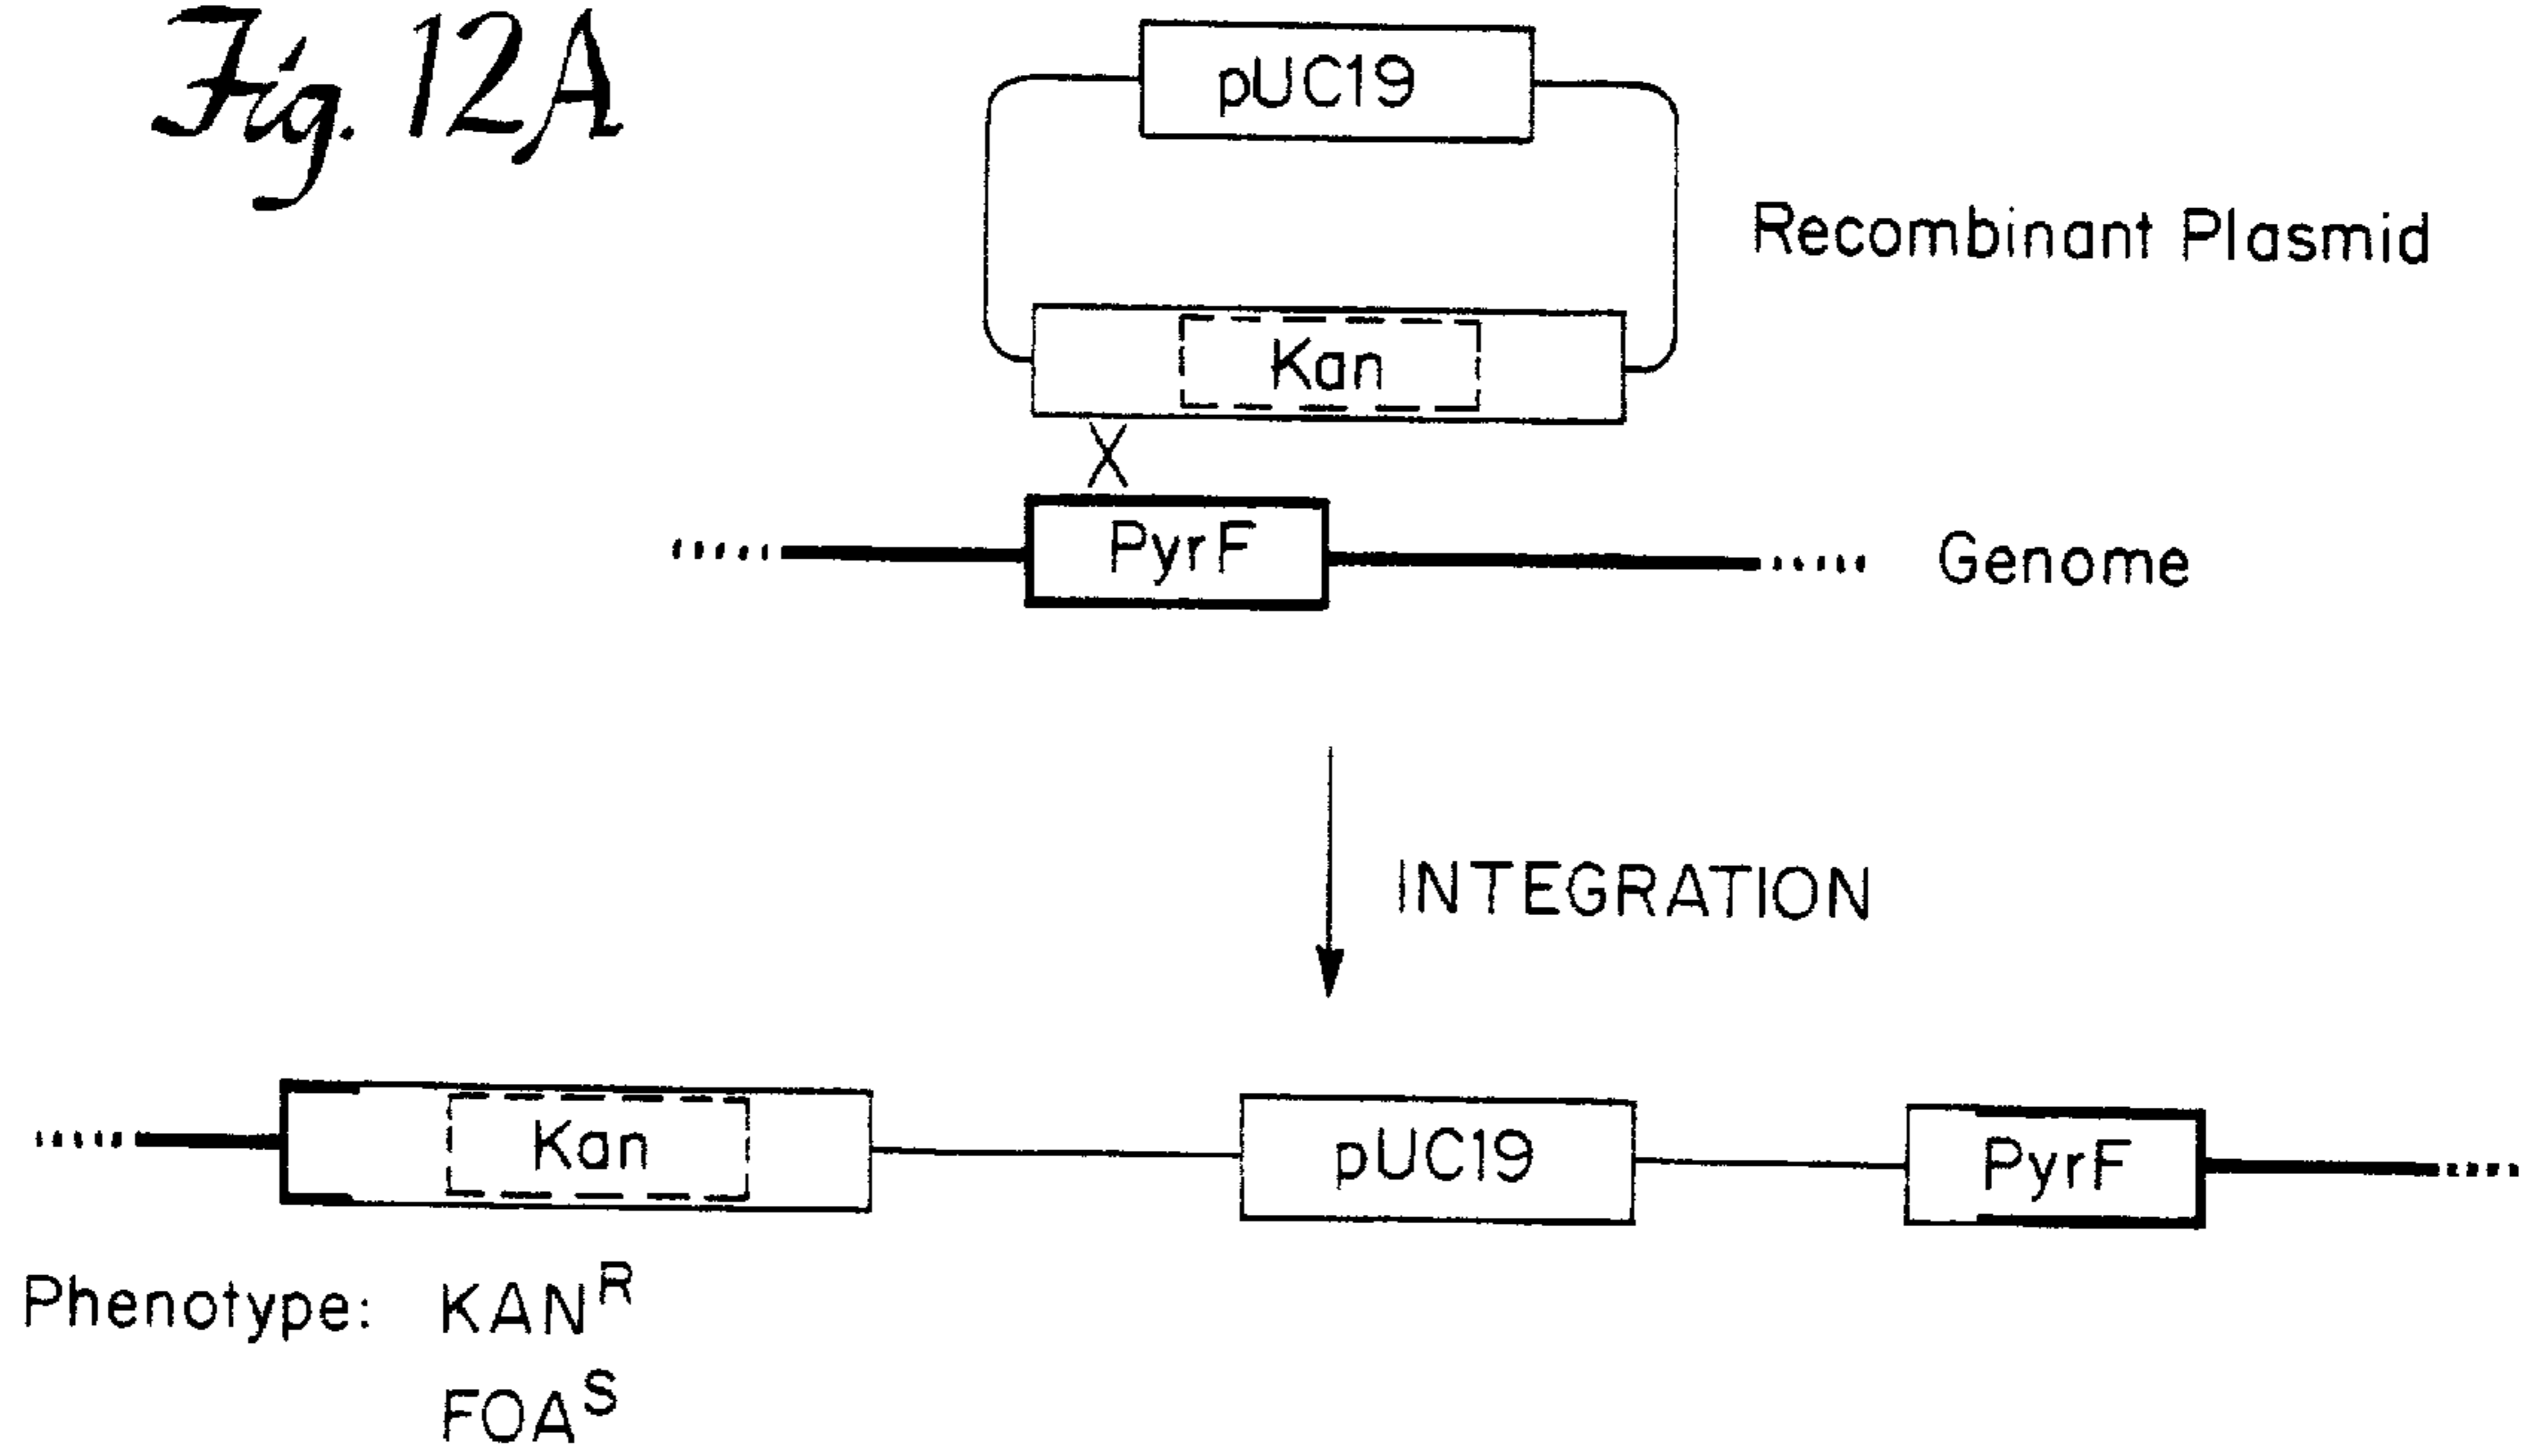 Fig. 12A
pUC19
Recombinant Plasmid
Kan
X
PyrF
Genome
INTEGRATION
Kan
pUC19
PyrF
Phenotype: KAN^R
FOA^S